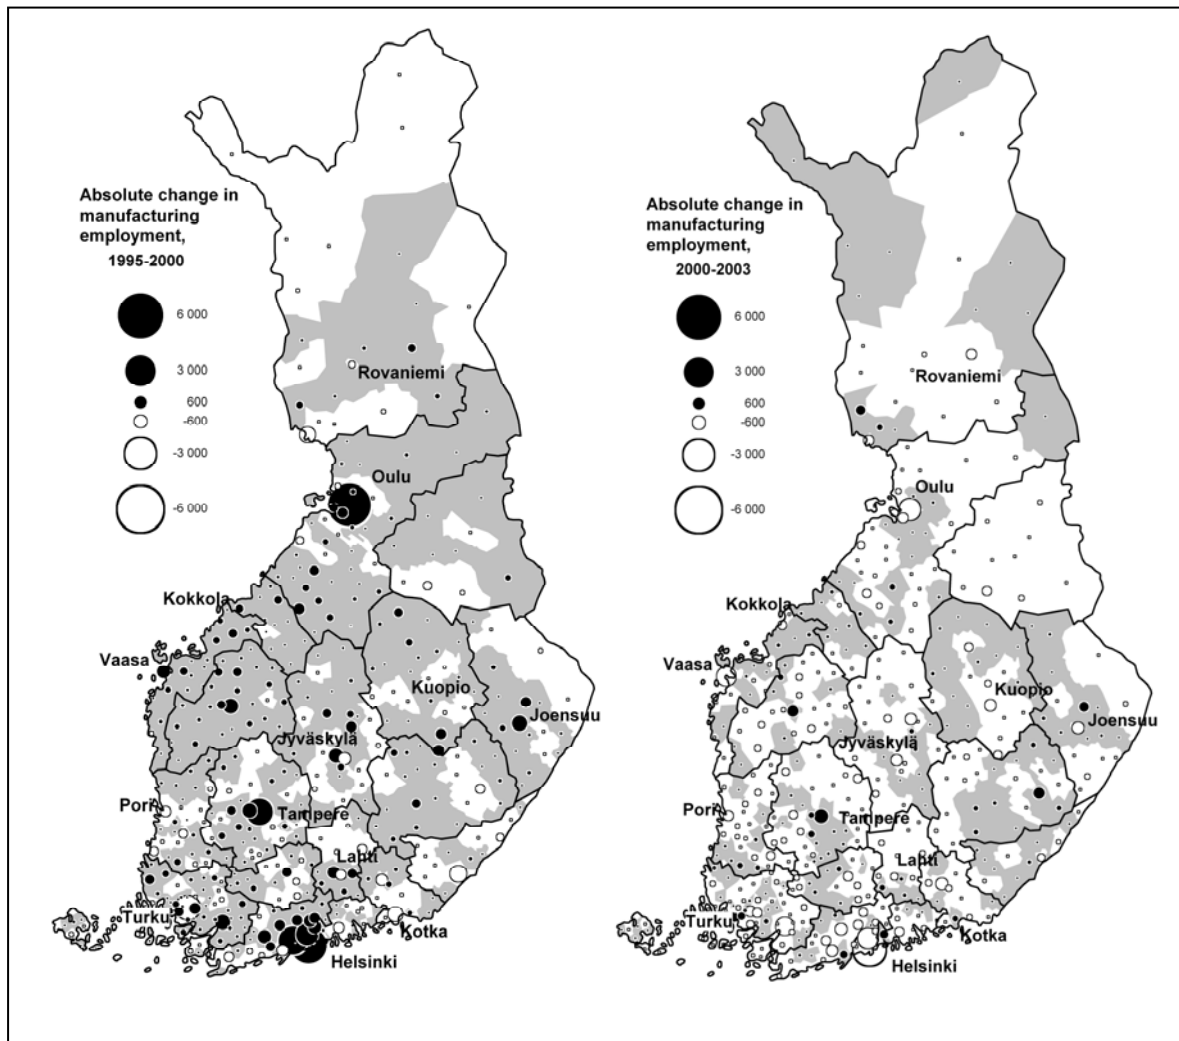 Absolute change in
manufacturing
employment,
1995-2000
6 000
3 000
600
-600
-3 000
-6 000
Rovaniemi
Oulu
Kokkola
Vaasa
Kuopio
Joensuu
Jyväskylä
Pori
Tampere
Lahti
Turku
Kotka
Helsinki
Absolute change in
manufacturing
employment,
2000-2003
6 000
3 000
600
-600
-3 000
-6 000
Rovaniemi
Oulu
Kokkola
Vaasa
Kuopio
Joensuu
Jyväskylä
Pori
Tampere
Lahti
Turku
Kotka
Helsinki